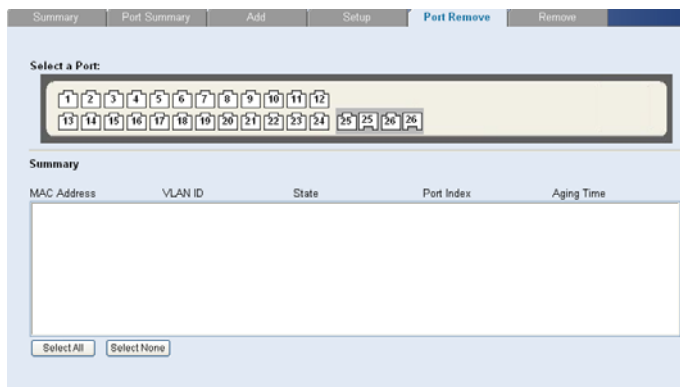 Summary Port Summary Add Setup Port Remove Remove
Select a Port:
1 2 3 4 5 6 7 8 9 10 11 12
13 14 15 16 17 18 19 20 21 22 23 24 25 25 26 26
Summary
MAC Address VLAN ID State Port Index Aging Time
Select All Select None